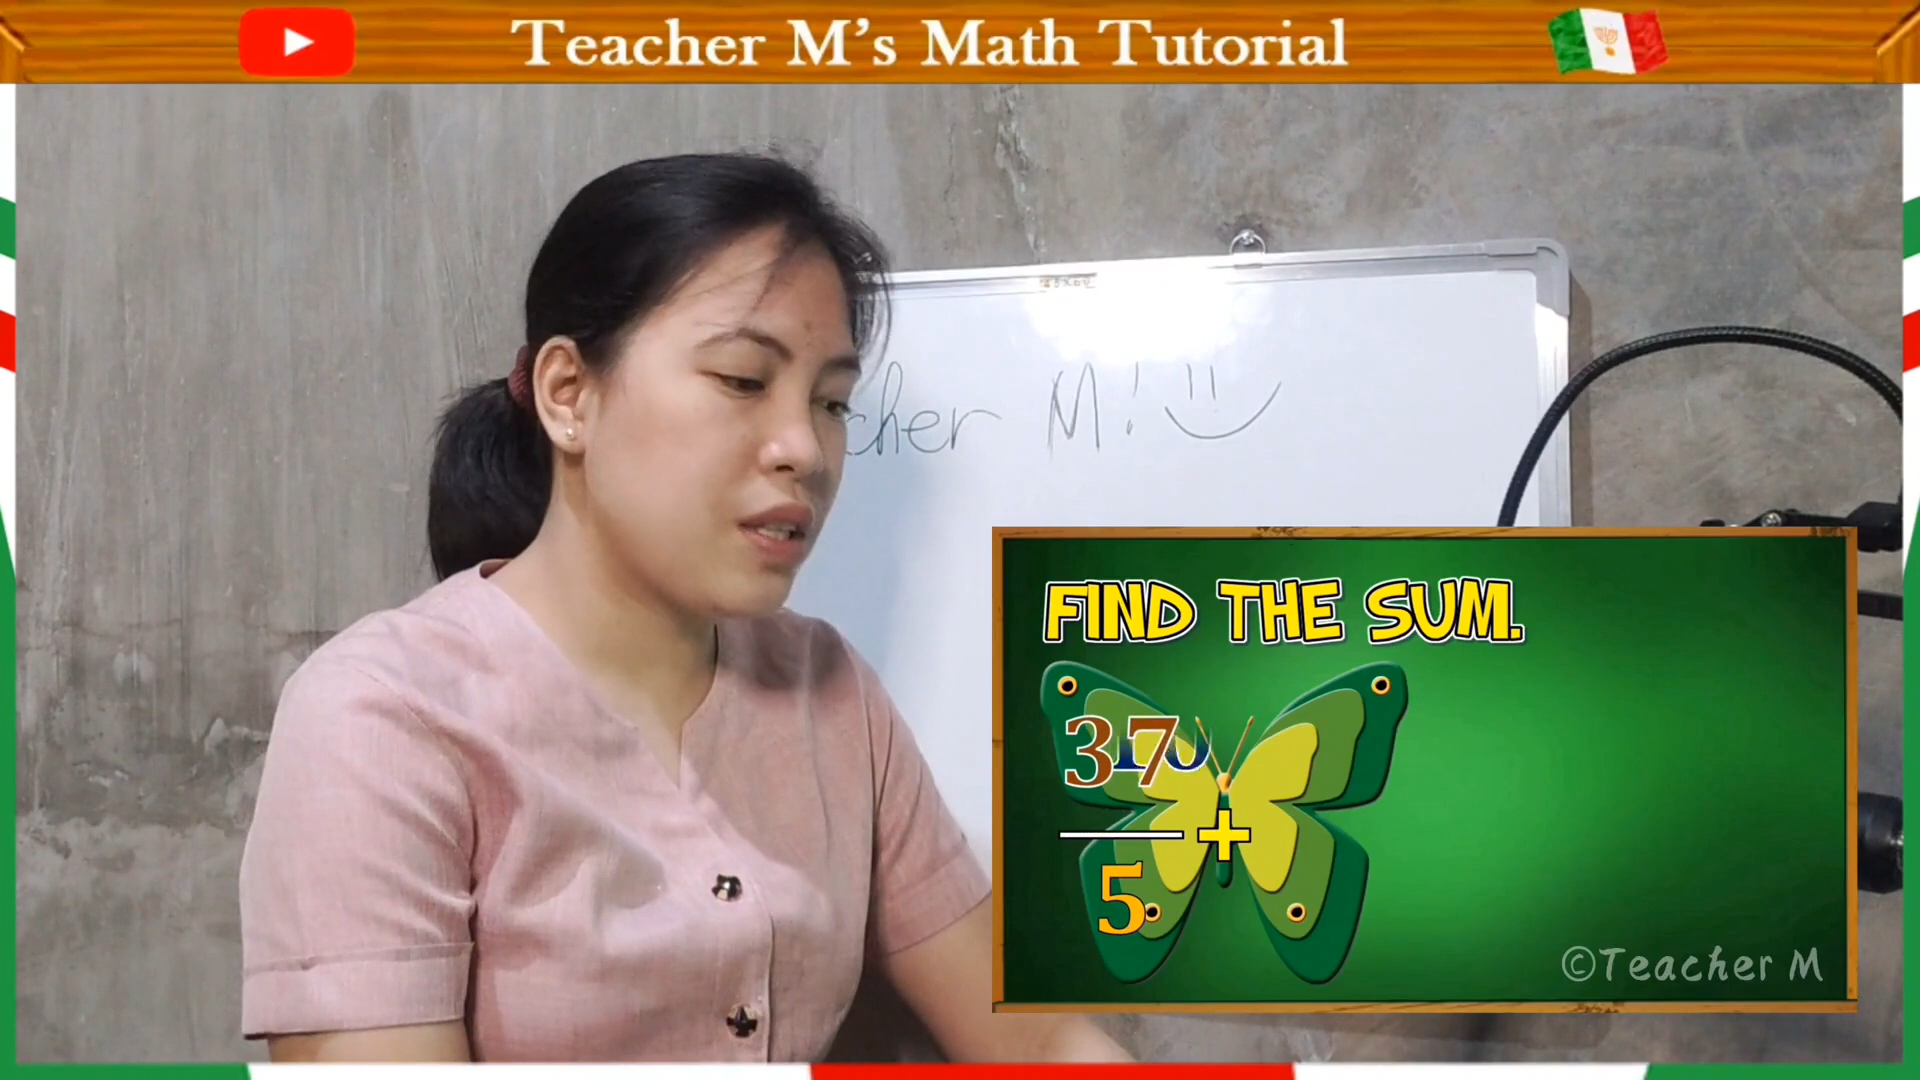 Teacher M's Math Tutorial
cher M!
FIND THE SUM.
37
+
5
©Teacher M